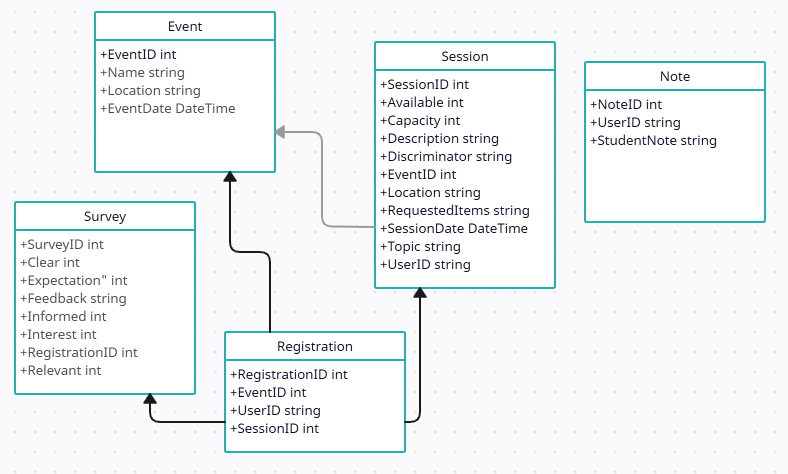 Event
+EventID int
+Name string
+Location string
+EventDate DateTime
Session
+SessionID int
+Available int
+Capacity int
+Description string
+Discriminator string
+EventID int
+Location string
+RequestedItems string
+SessionDate DateTime
+Topic string
+UserID string
Note
+NoteID int
+UserID string
+StudentNote string
Survey
+SurveyID int
+Clear int
+Expectation" int
+Feedback string
+Informed int
+Interest int
+RegistrationID int
+Relevant int
Registration
+RegistrationID int
+EventID int
+UserID string
+SessionID int